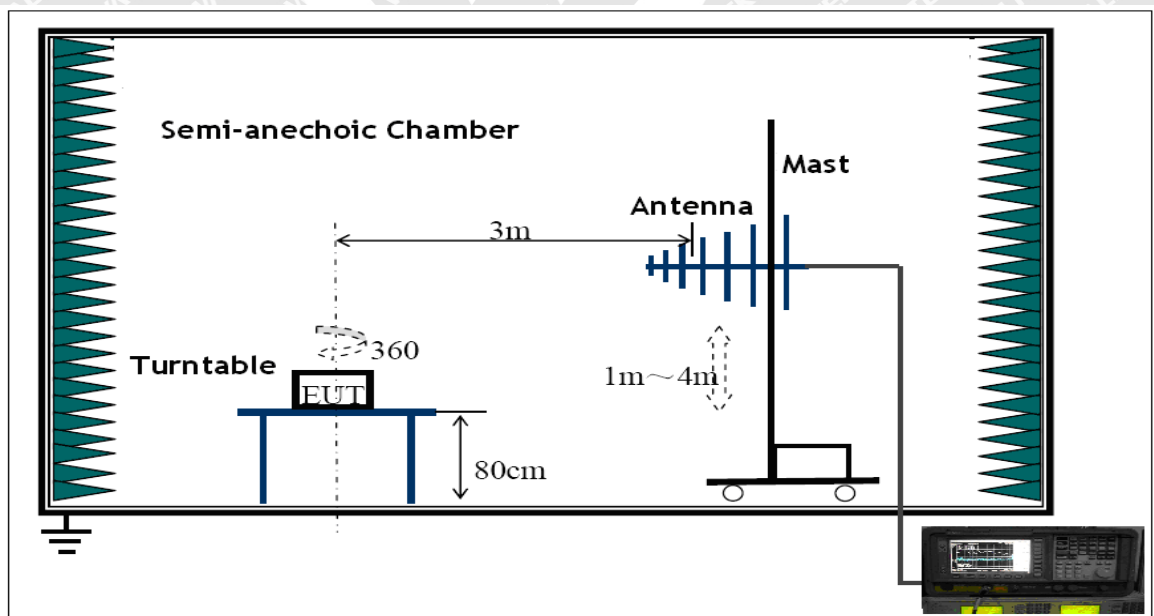 Semi-anechoic Chamber
Mast
Antenna
3m
360
Turntable
1m～4m
EUT
80cm